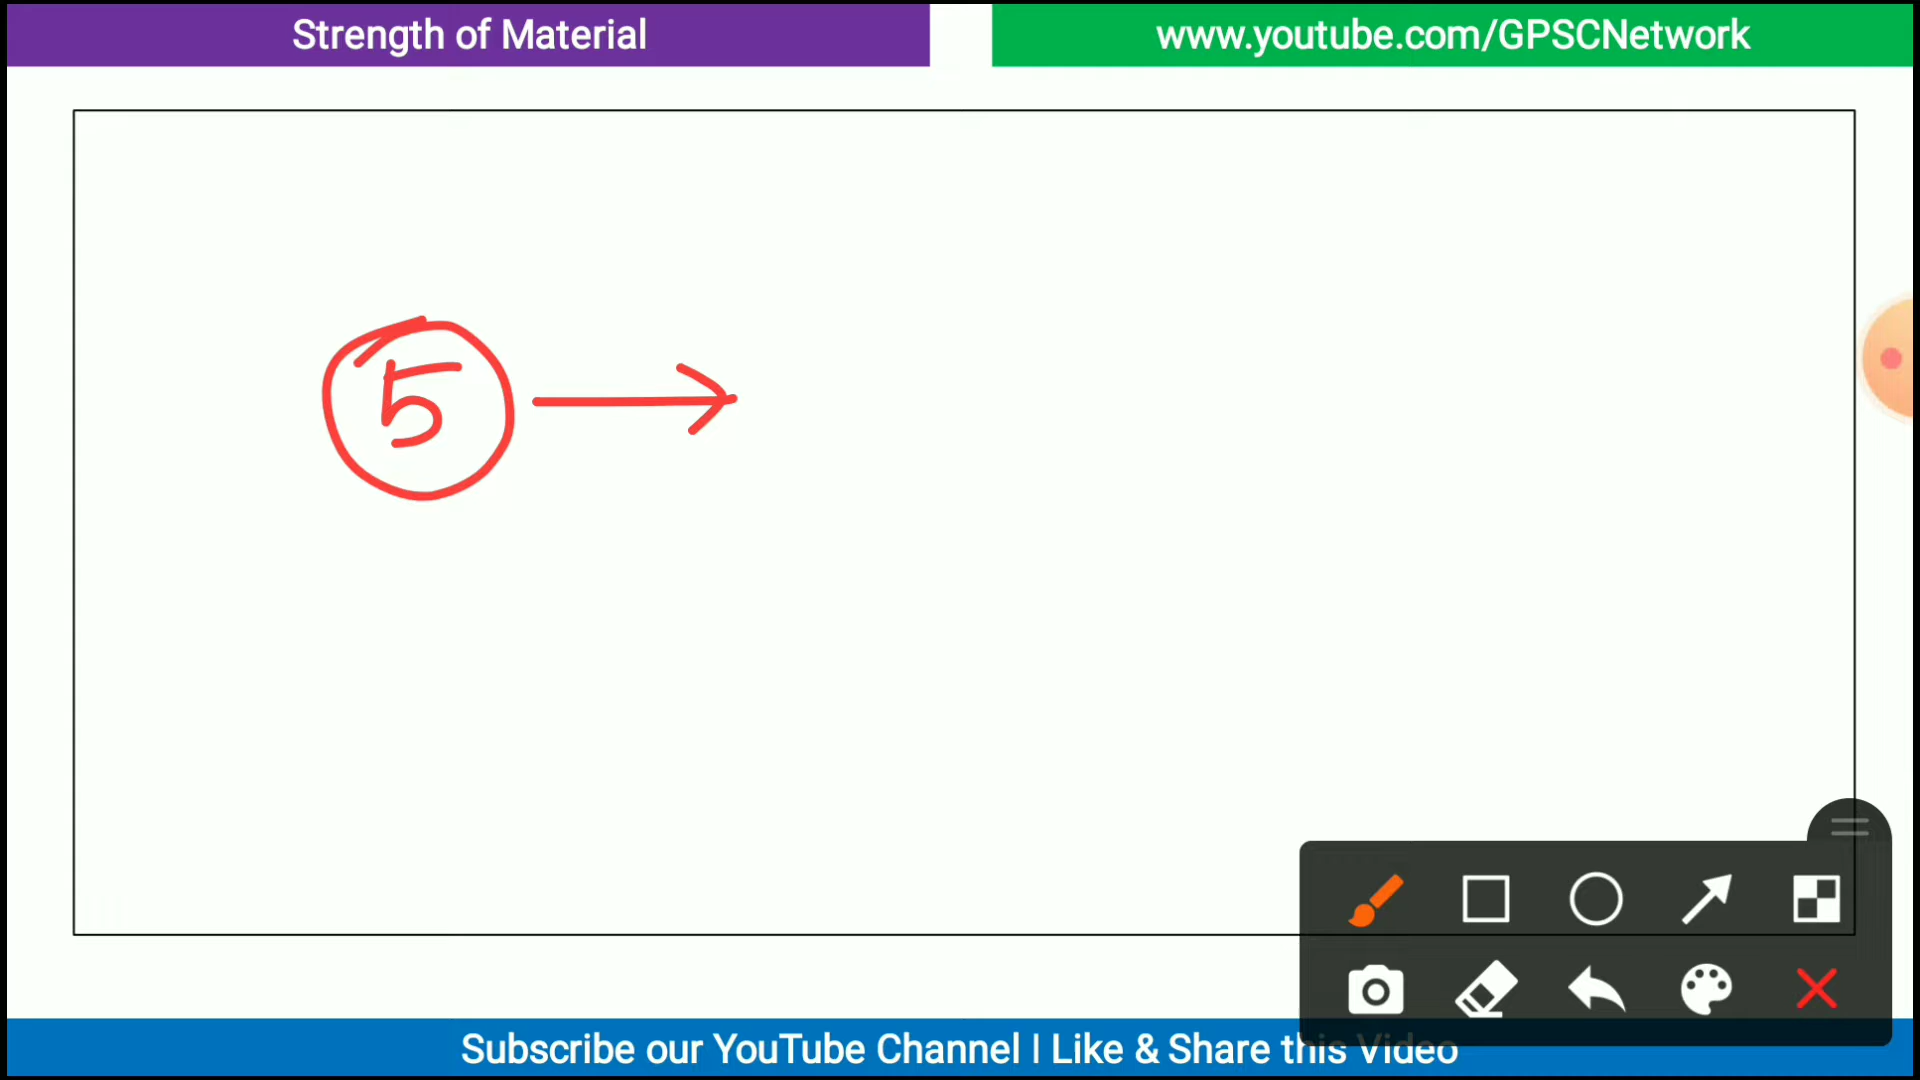 Strength of Material
www.youtube.com/GPSCNetwork
5
Subscribe our YouTube Channel | Like & Share this Video